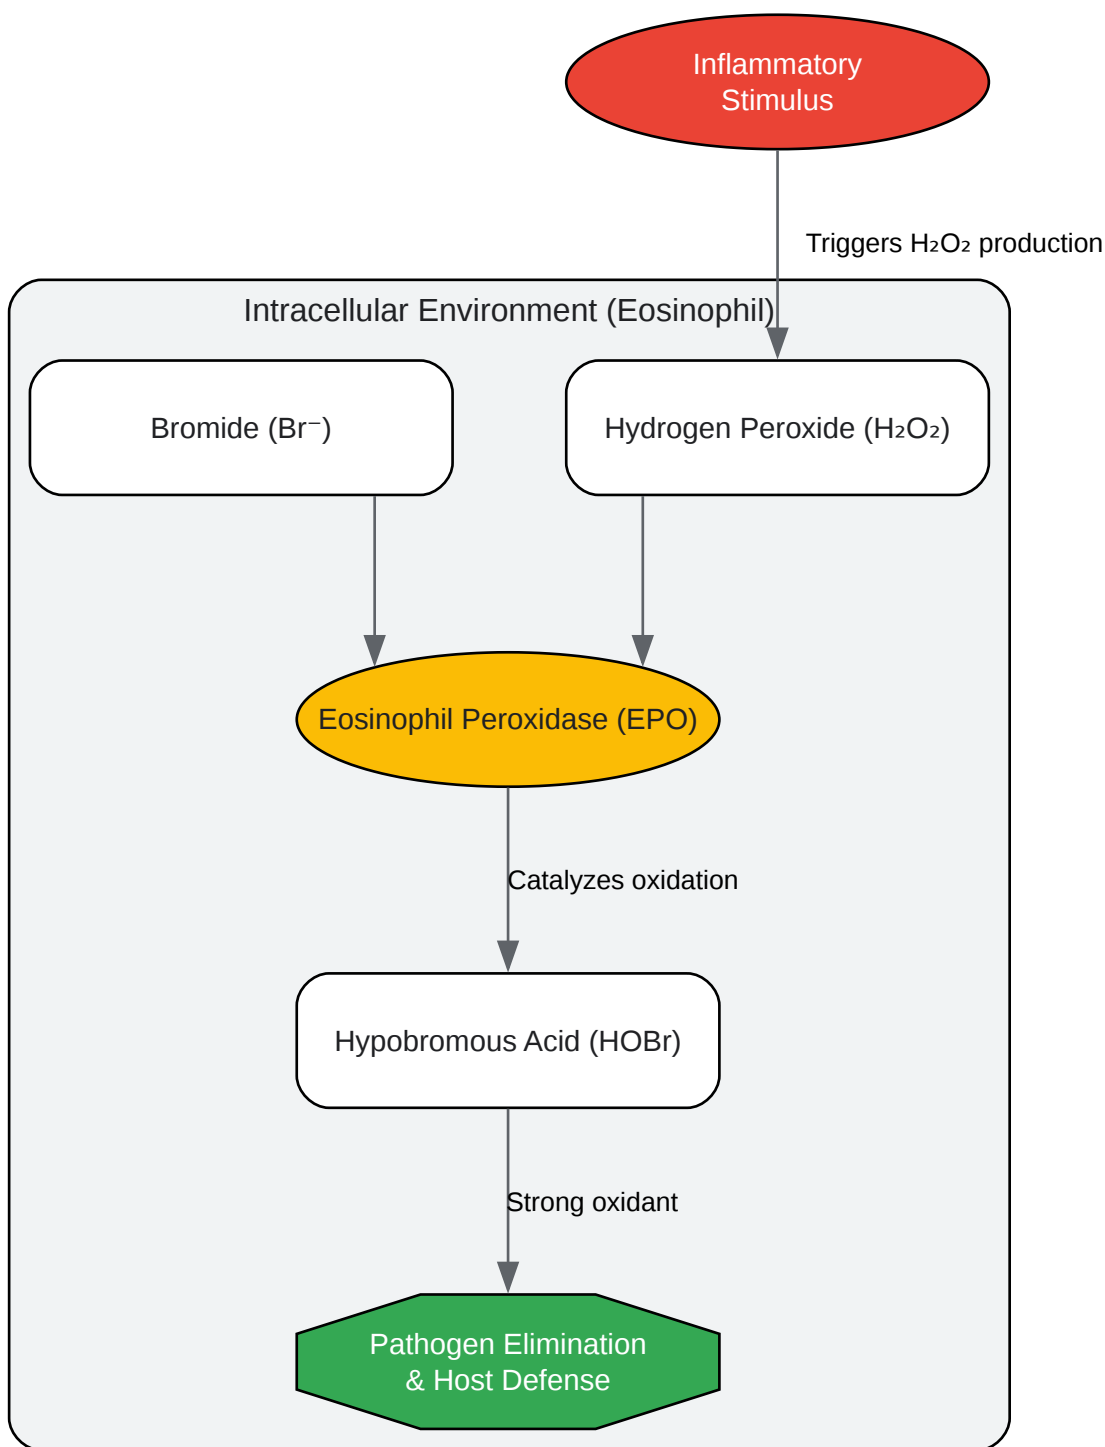 Inflammatory
Stimulus
Triggers H₂O₂ production
Intracellular Environment (Eosinophil)
Bromide (Br⁻)
Hydrogen Peroxide (H₂O₂)
Eosinophil Peroxidase (EPO)
Catalyzes oxidation
Hypobromous Acid (HOBr)
Strong oxidant
Pathogen Elimination
& Host Defense